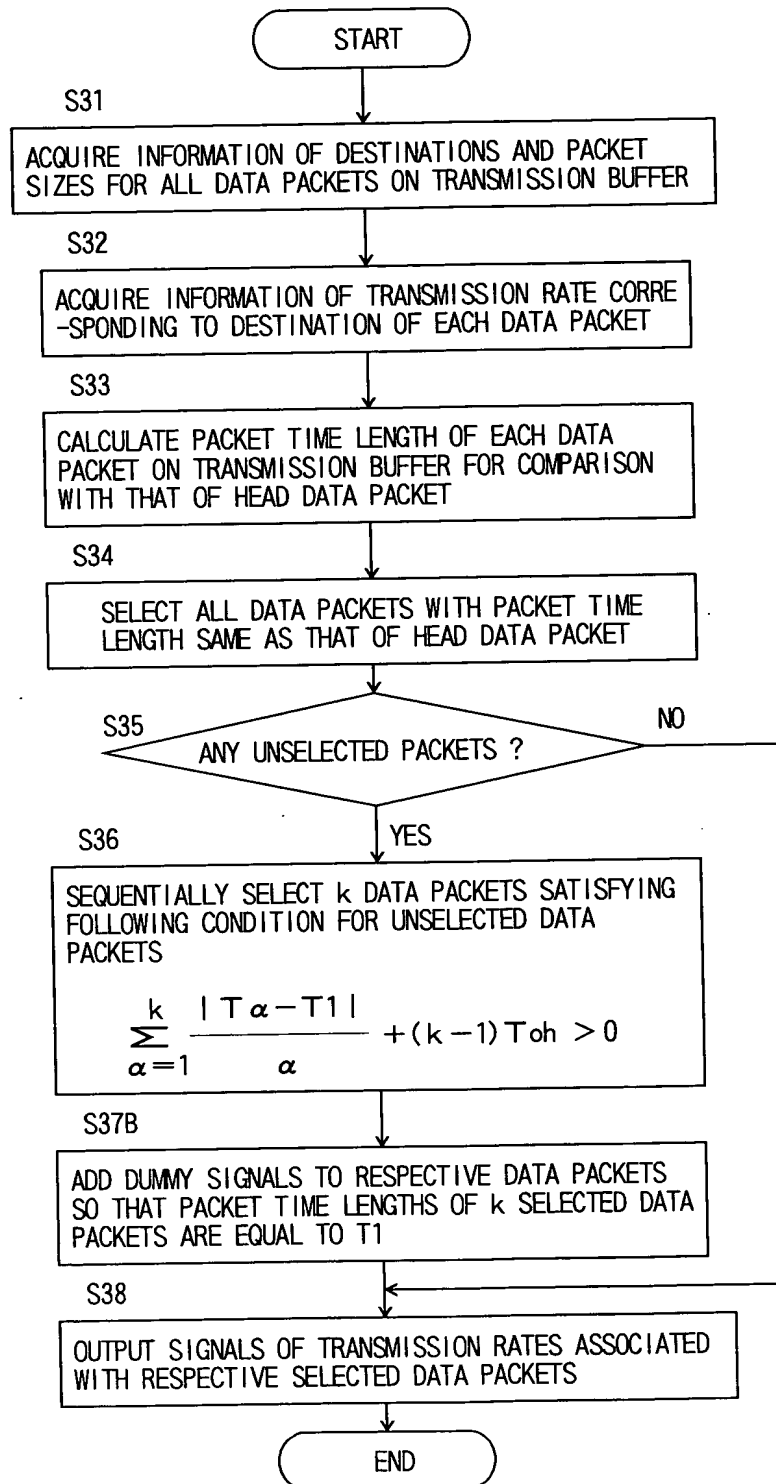 START
S31
ACQUIRE INFORMATION OF DESTINATIONS AND PACKET
SIZES FOR ALL DATA PACKETS ON TRANSMISSION BUFFER
S32
ACQUIRE INFORMATION OF TRANSMISSION RATE CORRE
-SPONDING TO DESTINATION OF EACH DATA PACKET
S33
CALCULATE PACKET TIME LENGTH OF EACH DATA
PACKET ON TRANSMISSION BUFFER FOR COMPARISON
WITH THAT OF HEAD DATA PACKET
S34
SELECT ALL DATA PACKETS WITH PACKET TIME
LENGTH SAME AS THAT OF HEAD DATA PACKET
S35
ANY UNSELECTED PACKETS ?
NO
YES
S36
SEQUENTIALLY SELECT k DATA PACKETS SATISFYING
FOLLOWING CONDITION FOR UNSELECTED DATA
PACKETS
k
Σ |Tα−T1| / α +(k−1)Toh >0
α=1
S37B
ADD DUMMY SIGNALS TO RESPECTIVE DATA PACKETS
SO THAT PACKET TIME LENGTHS OF k SELECTED DATA
PACKETS ARE EQUAL TO T1
S38
OUTPUT SIGNALS OF TRANSMISSION RATES ASSOCIATED
WITH RESPECTIVE SELECTED DATA PACKETS
END